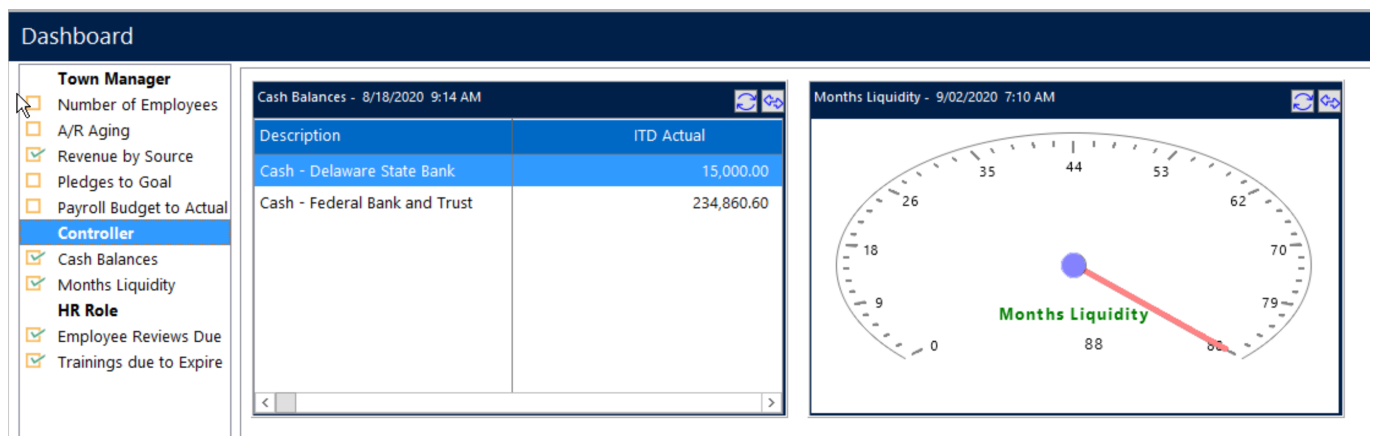 Dashboard
Town Manager
Number of Employees
A/R Aging
Revenue by Source
Pledges to Goal
Payroll Budget to Actual
Controller
Cash Balances
Months Liquidity
HR Role
Employee Reviews Due
Trainings due to Expire
Cash Balances - 8/18/2020 9:14 AM
Description ITD Actual
Cash - Delaware State Bank 15,000.00
Cash - Federal Bank and Trust 234,860.60
Months Liquidity - 9/02/2020 7:10 AM
44
35 53
26 62
18 70
9 79
Months Liquidity
0 88